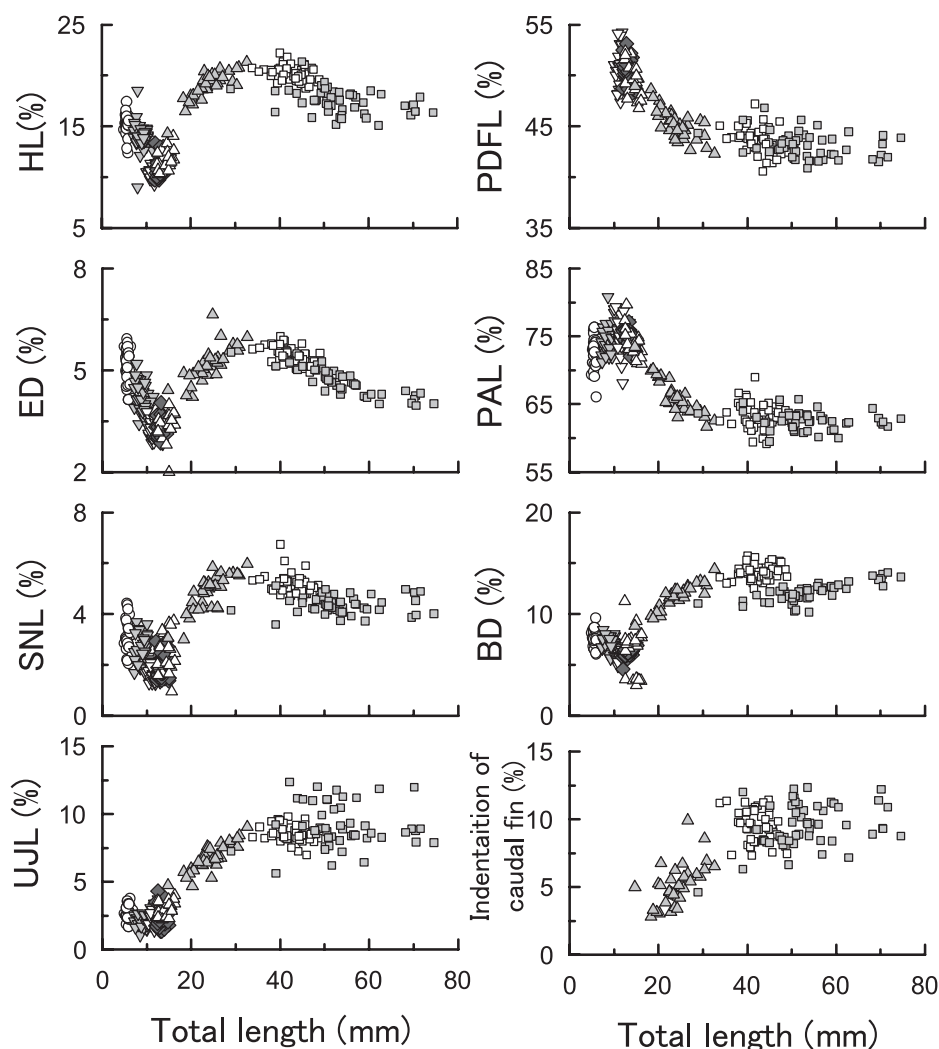 25
15
5
HL(%)
55
45
35
PDFL (%)
8
5
2
ED (%)
85
75
65
55
PAL (%)
8
4
0
SNL (%)
20
10
0
BD (%)
15
10
5
0
UJL (%)
15
10
5
0
Indentaition of
caudal fin (%)
0 20 40 60 80
0 20 40 60 80
Total length (mm)
Total length (mm)